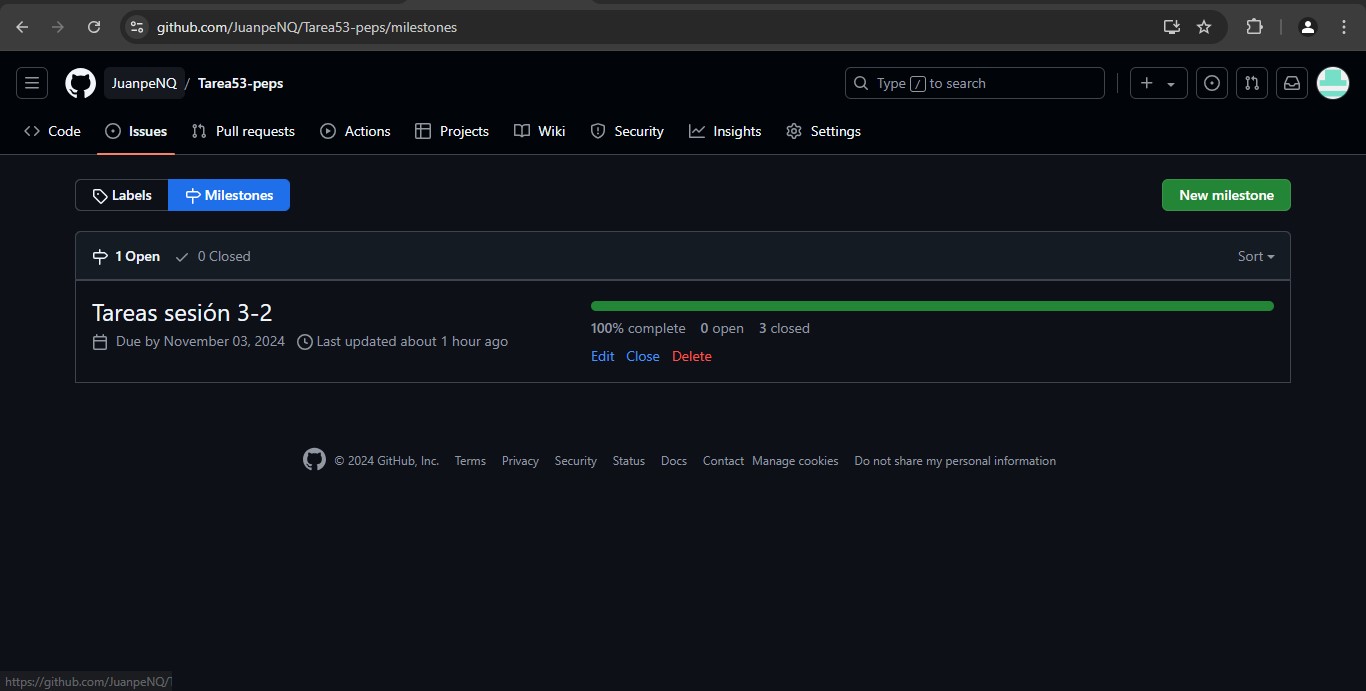 github.com/JuanpeNQ/Tarea53-peps/milestones
JuanpeNQ / Tarea53-peps
Type / to search
Code Issues Pull requests Actions Projects Wiki Security Insights Settings
Labels Milestones New milestone
1 Open 0 Closed Sort
Tareas sesión 3-2
Due by November 03, 2024 Last updated about 1 hour ago
100% complete 0 open 3 closed
Edit Close Delete
© 2024 GitHub, Inc. Terms Privacy Security Status Docs Contact Manage cookies Do not share my personal information
https://github.com/JuanpeNQ/